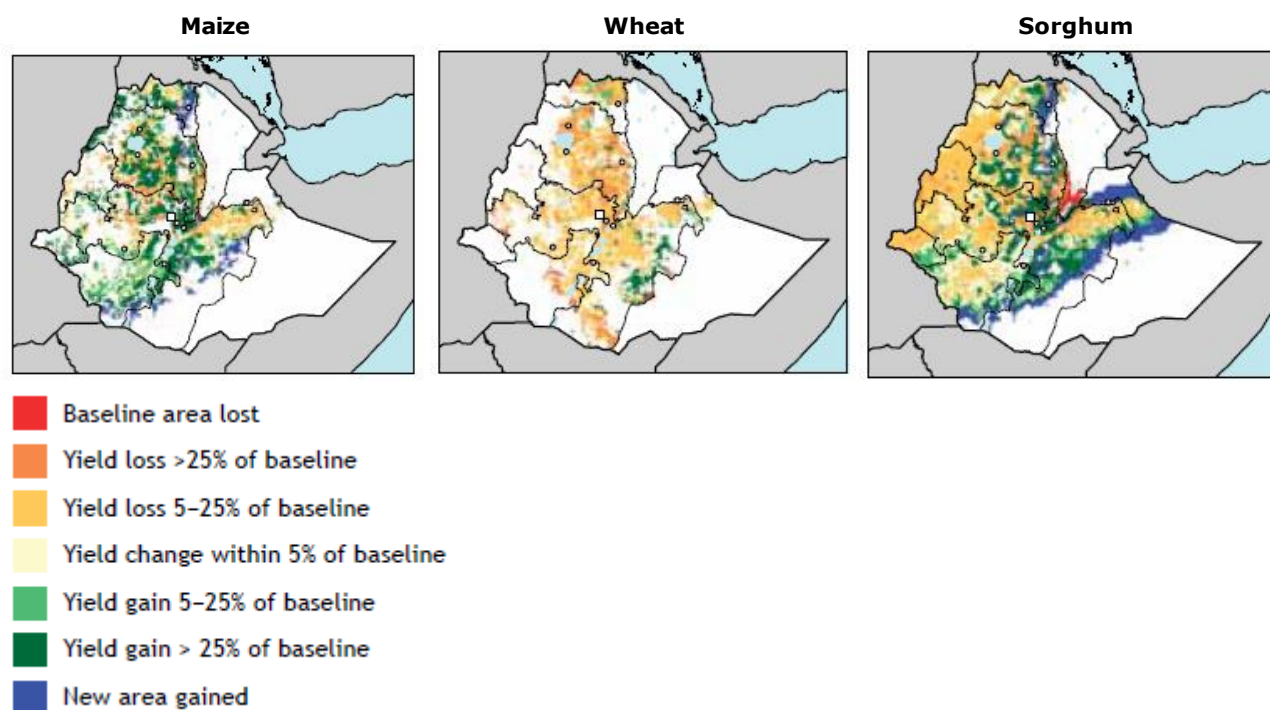 Maize
Wheat
Sorghum
Baseline area lost
Yield loss >25% of baseline
Yield loss 5–25% of baseline
Yield change within 5% of baseline
Yield gain 5–25% of baseline
Yield gain > 25% of baseline
New area gained